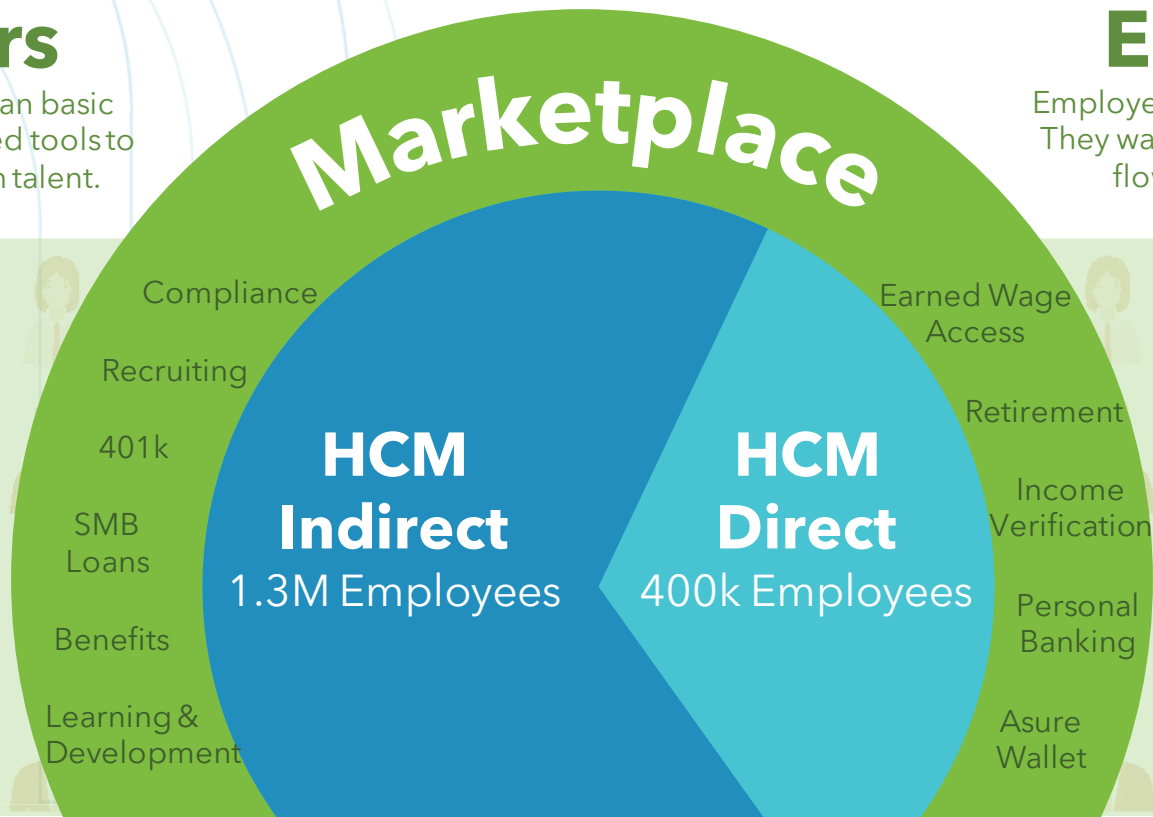 rs
an basic
ed tools to
n talent.
E
Employe
They wa
flow
Marketplace
Compliance
Recruiting
401k
SMB
Loans
Benefits
Learning &
Development
HCM
Indirect
1.3M Employees
HCM
Direct
400k Employees
Earned Wage
Access
Retirement
Income
Verification
Personal
Banking
Asure
Wallet